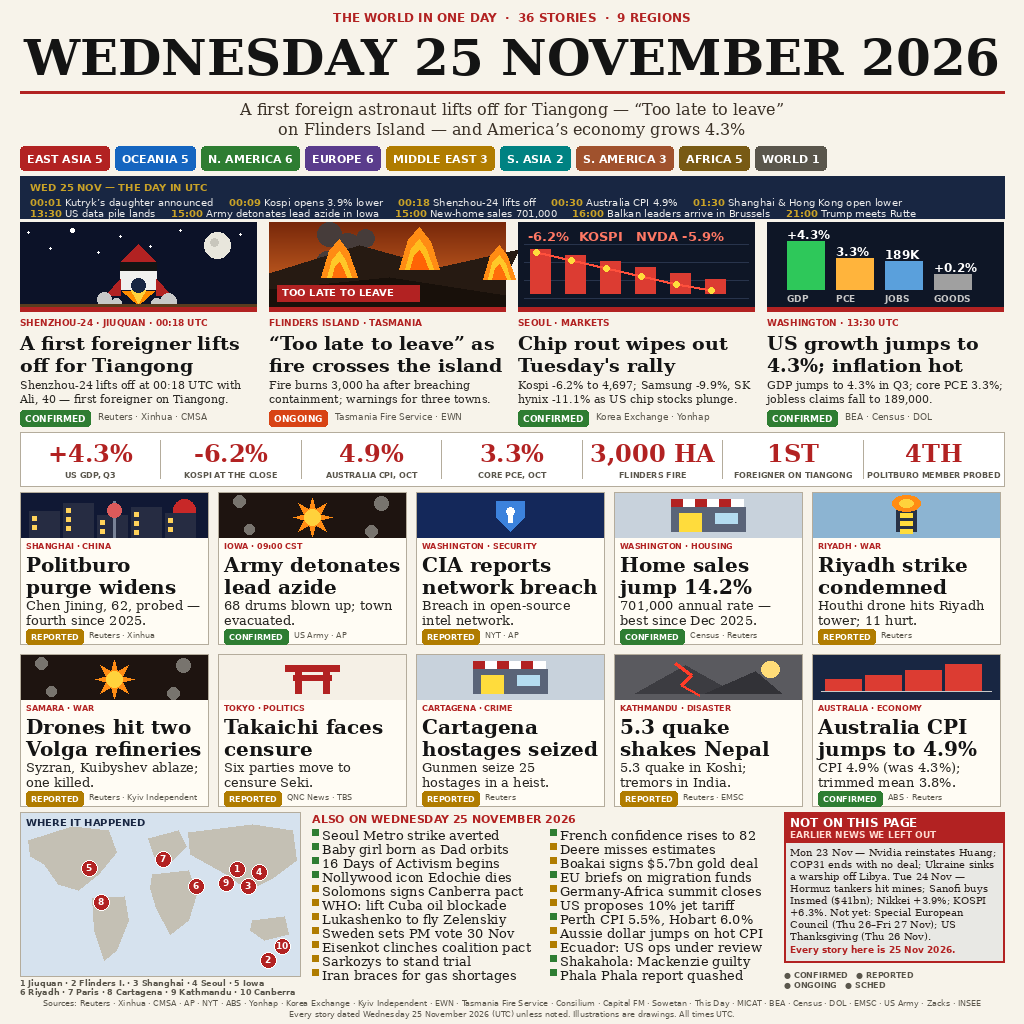 THE WORLD IN ONE DAY · 36 STORIES · 9 REGIONS
WEDNESDAY 25 NOVEMBER 2026
A first foreign astronaut lifts off for Tiangong — “Too late to leave”
on Flinders Island — and America’s economy grows 4.3%
EAST ASIA 5 OCEANIA 5 N. AMERICA 6 EUROPE 6 MIDDLE EAST 3 S. ASIA 2 S. AMERICA 3 AFRICA 5 WORLD 1
WED 25 NOV — THE DAY IN UTC
00:01 Kutryk’s daughter announced 00:09 Kospi opens 3.9% lower 00:18 Shenzhou-24 lifts off 00:30 Australia CPI 4.9% 01:30 Shanghai & Hong Kong open lower
13:30 US data pile lands 15:00 Army detonates lead azide in Iowa 15:00 New-home sales 701,000 16:00 Balkan leaders arrive in Brussels 21:00 Trump meets Rutte
SHENZHOU-24 · JIUQUAN · 00:18 UTC
A first foreigner lifts
off for Tiangong
Shenzhou-24 lifts off at 00:18 UTC with
Ali, 40 — first foreigner on Tiangong.
CONFIRMED Reuters · Xinhua · CMSA
TOO LATE TO LEAVE
FLINDERS ISLAND · TASMANIA
“Too late to leave” as
fire crosses the island
Fire burns 3,000 ha after breaching
containment; warnings for three towns.
ONGOING Tasmania Fire Service · EWN
-6.2% KOSPI NVDA -5.9%
SEOUL · MARKETS
Chip rout wipes out
Tuesday's rally
Kospi -6.2% to 4,697; Samsung -9.9%, SK
hynix -11.1% as US chip stocks plunge.
CONFIRMED Korea Exchange · Yonhap
+4.3% 3.3% 189K +0.2%
GDP PCE JOBS GOODS
WASHINGTON · 13:30 UTC
US growth jumps to
4.3%; inflation hot
GDP jumps to 4.3% in Q3; core PCE 3.3%;
jobless claims fall to 189,000.
CONFIRMED BEA · Census · DOL
+4.3% -6.2% 4.9% 3.3% 3,000 HA 1ST 4TH
US GDP, Q3 KOSPI AT THE CLOSE AUSTRALIA CPI, OCT CORE PCE, OCT FLINDERS FIRE FOREIGNER ON TIANGONG POLITBURO MEMBER PROBED
SHANGHAI · CHINA
Politburo
purge widens
Chen Jining, 62, probed —
fourth since 2025.
REPORTED Reuters · Xinhua
IOWA · 09:00 CST
Army detonates
lead azide
68 drums blown up; town
evacuated.
CONFIRMED US Army · AP
WASHINGTON · SECURITY
CIA reports
network breach
Breach in open-source
intel network.
REPORTED NYT · AP
WASHINGTON · HOUSING
Home sales
jump 14.2%
701,000 annual rate —
best since Dec 2025.
CONFIRMED Census · Reuters
RIYADH · WAR
Riyadh strike
condemned
Houthi drone hits Riyadh
tower; 11 hurt.
REPORTED Reuters
SAMARA · WAR
Drones hit two
Volga refineries
Syzran, Kuibyshev ablaze;
one killed.
REPORTED Reuters · Kyiv Independent
TOKYO · POLITICS
Takaichi faces
censure
Six parties move to
censure Seki.
REPORTED QNC News · TBS
CARTAGENA · CRIME
Cartagena
hostages seized
Gunmen seize 25
hostages in a heist.
REPORTED Reuters
KATHMANDU · DISASTER
5.3 quake
shakes Nepal
5.3 quake in Koshi;
tremors in India.
REPORTED Reuters · EMSC
AUSTRALIA · ECONOMY
Australia CPI
jumps to 4.9%
CPI 4.9% (was 4.3%);
trimmed mean 3.8%.
CONFIRMED ABS · Reuters
WHERE IT HAPPENED
5
7
1
4
9
3
6
8
10
2
1 Jiuquan · 2 Flinders I. · 3 Shanghai · 4 Seoul · 5 Iowa
6 Riyadh · 7 Paris · 8 Cartagena · 9 Kathmandu · 10 Canberra
ALSO ON WEDNESDAY 25 NOVEMBER 2026
Seoul Metro strike averted
Baby girl born as Dad orbits
16 Days of Activism begins
Nollywood icon Edochie dies
Solomons signs Canberra pact
WHO: lift Cuba oil blockade
Lukashenko to fly Zelenskiy
Sweden sets PM vote 30 Nov
Eisenkot clinches coalition pact
Sarkozys to stand trial
Iran braces for gas shortages
French confidence rises to 82
Deere misses estimates
Boakai signs $5.7bn gold deal
EU briefs on migration funds
Germany-Africa summit closes
US proposes 10% jet tariff
Perth CPI 5.5%, Hobart 6.0%
Aussie dollar jumps on hot CPI
Ecuador: US ops under review
Shakahola: Mackenzie guilty
Phala Phala report quashed
NOT ON THIS PAGE
EARLIER NEWS WE LEFT OUT
Mon 23 Nov — Nvidia reinstates Huang;
COP31 ends with no deal; Ukraine sinks
a warship off Libya. Tue 24 Nov —
Hormuz tankers hit mines; Sanofi buys
Insmed ($41bn); Nikkei +3.9%; KOSPI
+6.3%. Not yet: Special European
Council (Thu 26–Fri 27 Nov); US
Thanksgiving (Thu 26 Nov).
Every story here is 25 Nov 2026.
● CONFIRMED ● REPORTED
● ONGOING ● SCHED
Sources: Reuters · Xinhua · CMSA · AP · NYT · ABS · Yonhap · Korea Exchange · Kyiv Independent · EWN · Tasmania Fire Service · Consilium · Capital FM · Sowetan · This Day · MICAT · BEA · Census · DOL · EMSC · US Army · Zacks · INSEE
Every story dated Wednesday 25 November 2026 (UTC) unless noted. Illustrations are drawings. All times UTC.